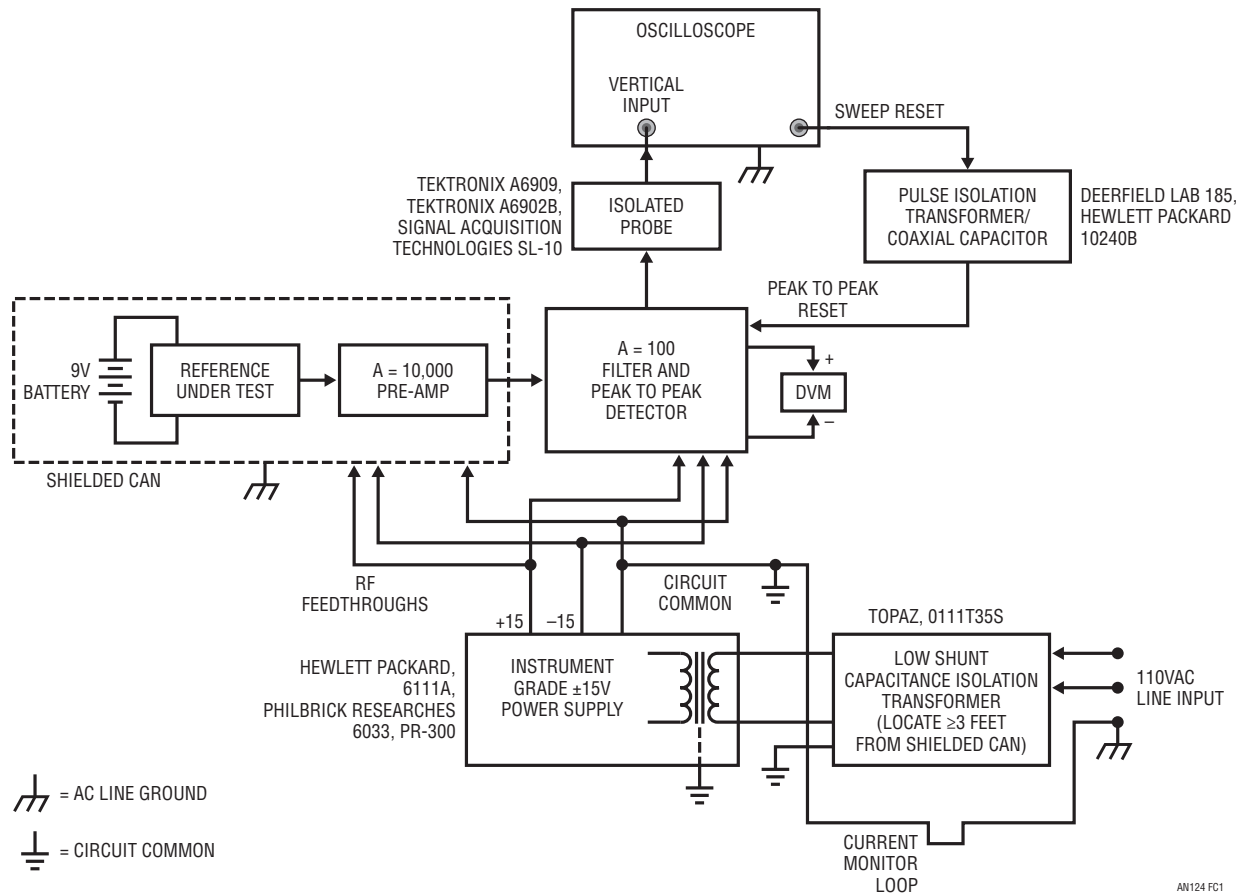 OSCILLOSCOPE
VERTICAL
INPUT
SWEEP RESET
TEKTRONIX A6909,
TEKTRONIX A6902B,
SIGNAL ACQUISITION
TECHNOLOGIES SL-10
ISOLATED
PROBE
PULSE ISOLATION
TRANSFORMER/
COAXIAL CAPACITOR
DEERFIELD LAB 185,
HEWLETT PACKARD
10240B
PEAK TO PEAK
RESET
9V
BATTERY
REFERENCE
UNDER TEST
A = 10,000
PRE-AMP
A = 100
FILTER AND
PEAK TO PEAK
DETECTOR
+
DVM
–
SHIELDED CAN
RF
FEEDTHROUGHS
CIRCUIT
COMMON
+15
–15
TOPAZ, 0111T35S
HEWLETT PACKARD,
6111A,
PHILBRICK RESEARCHES
6033, PR-300
INSTRUMENT
GRADE ±15V
POWER SUPPLY
LOW SHUNT
CAPACITANCE ISOLATION
TRANSFORMER
(LOCATE ≥3 FEET
FROM SHIELDED CAN)
110VAC
LINE INPUT
= AC LINE GROUND
= CIRCUIT COMMON
CURRENT
MONITOR
LOOP
AN124 FC1